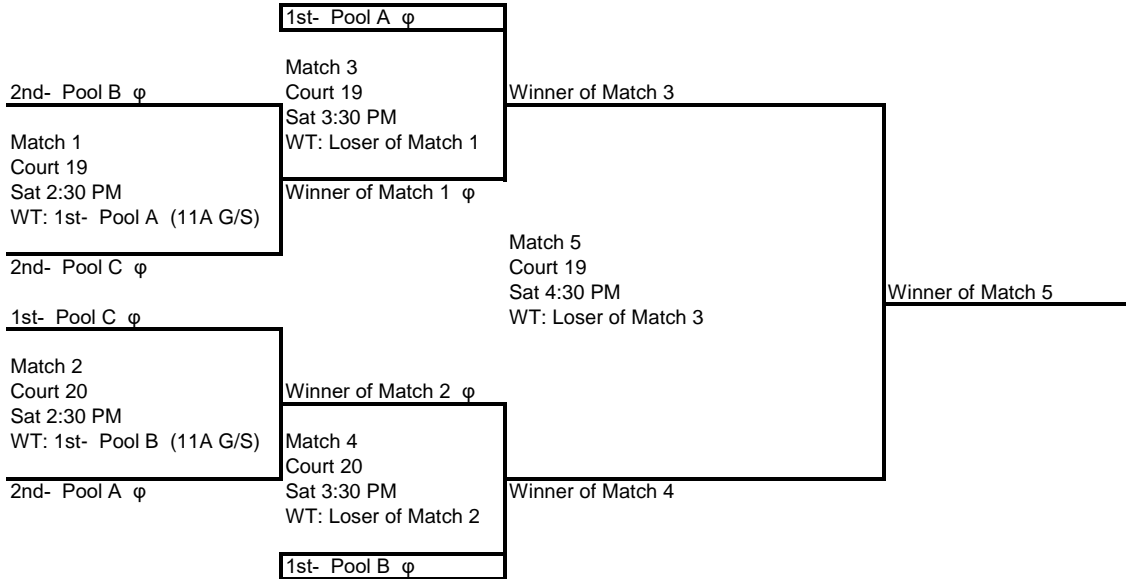 1st-  Pool A  φ
Match 3
Court 19
Sat 3:30 PM
WT: Loser of Match 1
2nd-  Pool B  φ
Winner of Match 3
Match 1
Court 19
Sat 2:30 PM
WT: 1st-  Pool A  (11A G/S)
Winner of Match 1  φ
2nd-  Pool C  φ
Match 5
Court 19
Sat 4:30 PM
WT: Loser of Match 3
Winner of Match 5
1st-  Pool C  φ
Match 2
Court 20
Sat 2:30 PM
WT: 1st-  Pool B  (11A G/S)
Winner of Match 2  φ
2nd-  Pool A  φ
Match 4
Court 20
Sat 3:30 PM
WT: Loser of Match 2
Winner of Match 4
1st-  Pool B  φ